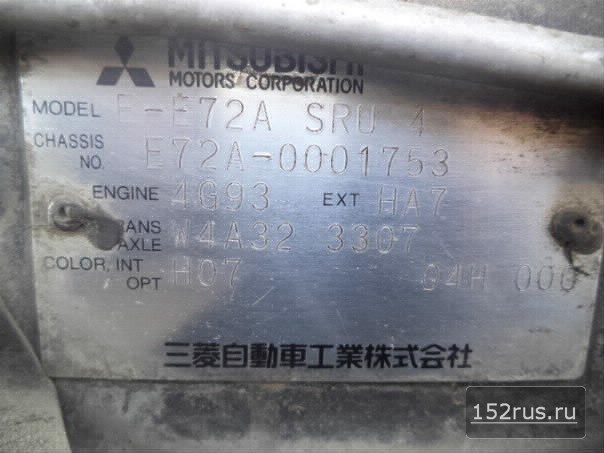 MITSUBISHI
MOTORS CORPORATION
MODEL E-E72A SRU 4
CHASSIS
NO. E72A-0001753
ENGINE 4G93 EXT HA7
TRANS
AXLE W4A32 3307
COLOR, INT
OPT H07 04H 000
三菱自動車工業株式会社
152rus.ru